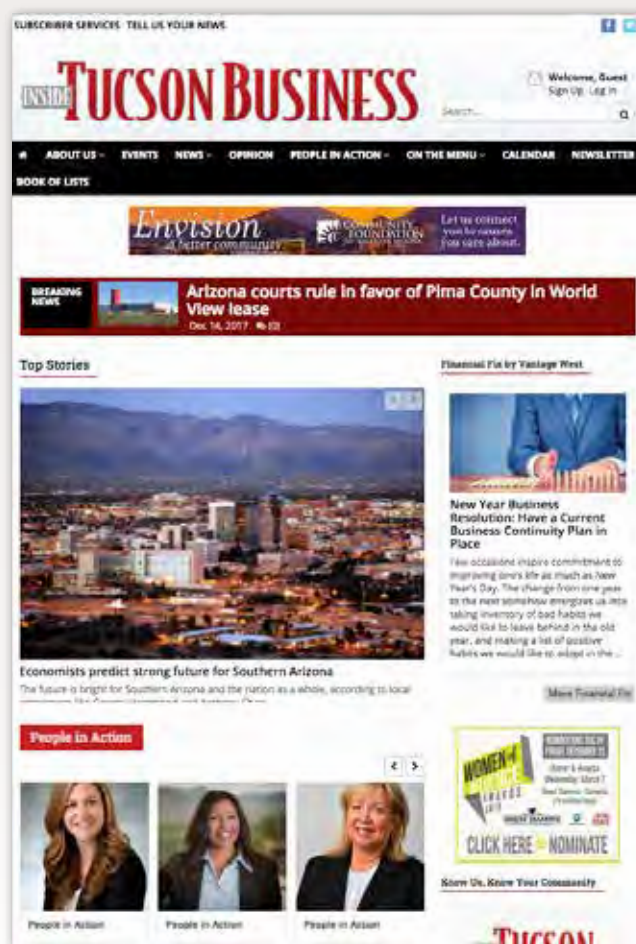 SUBSCRIBER SERVICES TELL US YOUR NEWS
INSIDE TUCSON BUSINESS
Welcome, Guest
Sign Up Log In
Search...
ABOUT US EVENTS NEWS OPINION PEOPLE IN ACTION ON THE MENU CALENDAR NEWSLETTER
BOOK OF LISTS
Envision
a better community
COMMUNITY
FOUNDATION
Let us connect
you to causes
you care about.
BREAKING
NEWS
Arizona courts rule in favor of Pima County in World
View lease
Dec 14, 2017 (0)
Top Stories
Economists predict strong future for Southern Arizona
The future is bright for Southern Arizona and the nation as a whole, according to local
People in Action
People in Action
People in Action
People in Action
Financial Fix by Vantage West
New Year Business
Resolution: Have a Current
Business Continuity Plan in
Place
Few occasions inspire commitment to
improving one's life as much as New
Year's Day. The change from one year
to the next somehow energizes us into
taking inventory of bad habits we
would like to leave behind in the old
year, and making a list of positive
habits we would like to adopt in the ...
More Financial Fix
WOMEN of
AWARDS
CLICK HERE NOMINATE
Know Us, Know Your Community
TUCSON